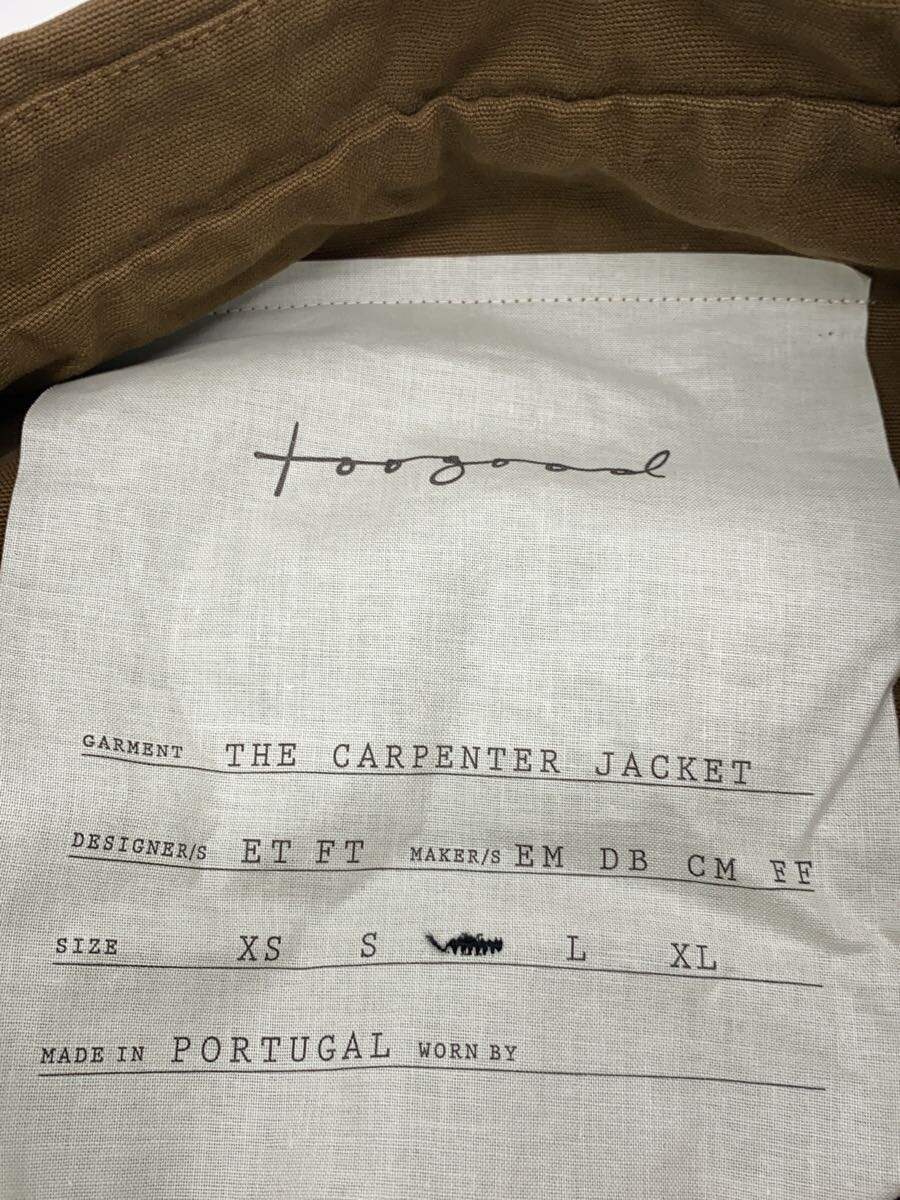 toogood
GARMENT THE CARPENTER JACKET
DESIGNER/S ET FT MAKER/S EM DB CM FF
SIZE XS S L XL
MADE IN PORTUGAL WORN BY